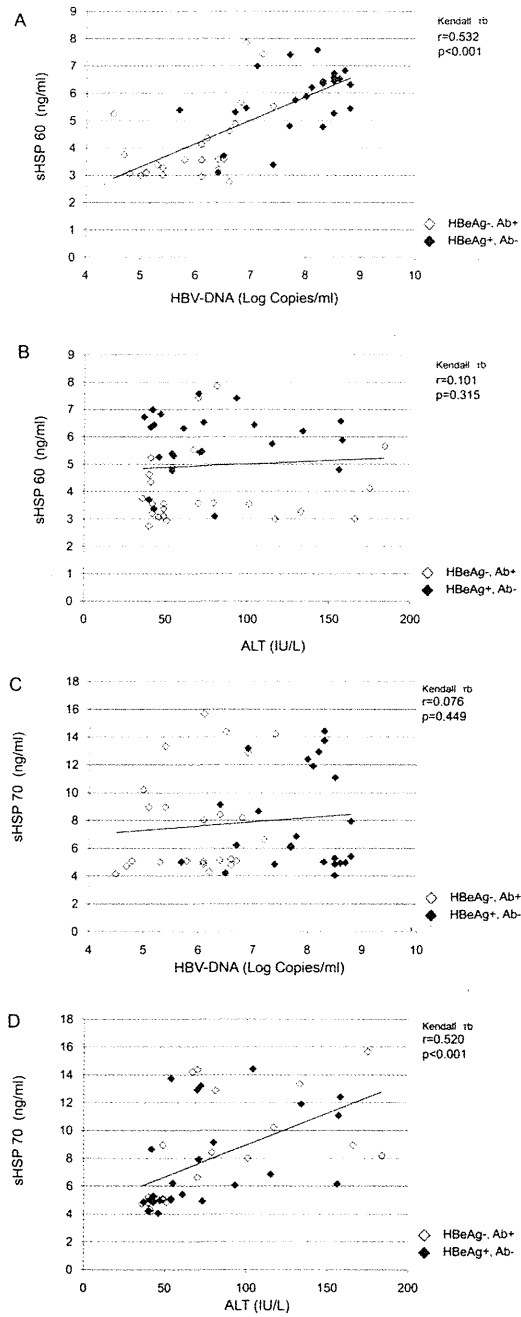 A
Kendall τb
r=0.532
p<0.001
sHSP 60 (ng/ml)
9
8
7
6
5
4
3
2
1
0
4 5 6 7 8 9 10
HBV-DNA (Log Copies/ml)
HBeAg-, Ab+
HBeAg+, Ab-
B
Kendall τb
r=0.101
p=0.315
sHSP 60 (ng/ml)
9
8
7
6
5
4
3
2
1
0
0 50 100 150 200
ALT (IU/L)
HBeAg-, Ab+
HBeAg+, Ab-
C
Kendall τb
r=0.076
p=0.449
sHSP 70 (ng/ml)
18
16
14
12
10
8
6
4
2
0
4 5 6 7 8 9 10
HBV-DNA (Log Copies/ml)
HBeAg-, Ab+
HBeAg+, Ab-
D
Kendall τb
r=0.520
p<0.001
sHSP 70 (ng/ml)
18
16
14
12
10
8
6
4
2
0
0 50 100 150 200
ALT (IU/L)
HBeAg-, Ab+
HBeAg+, Ab-